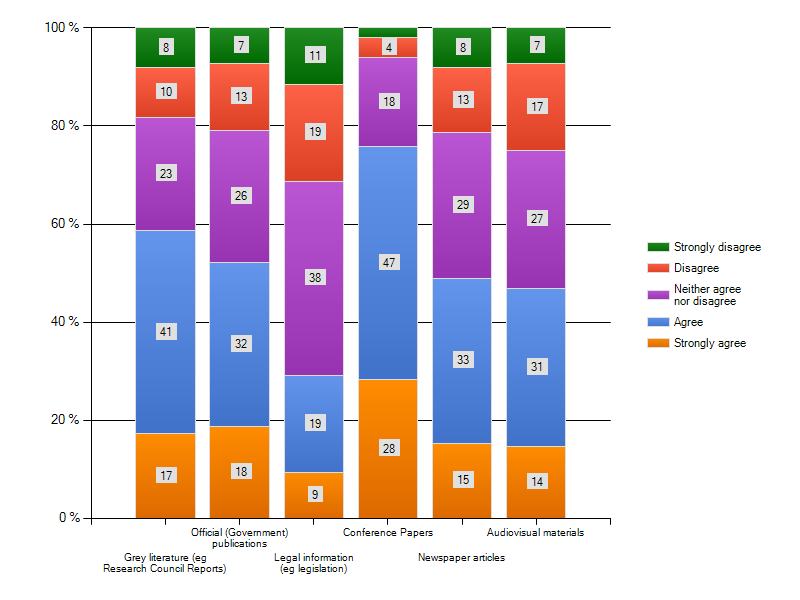 100 %
80 %
60 %
40 %
20 %
0 %
8
10
23
41
17
7
13
26
32
18
11
19
38
19
9
4
18
47
28
8
13
29
33
15
7
17
27
31
14
Grey literature (eg
Research Council Reports)
Official (Government)
publications
Legal information
(eg legislation)
Conference Papers
Newspaper articles
Audiovisual materials
Strongly disagree
Disagree
Neither agree
nor disagree
Agree
Strongly agree